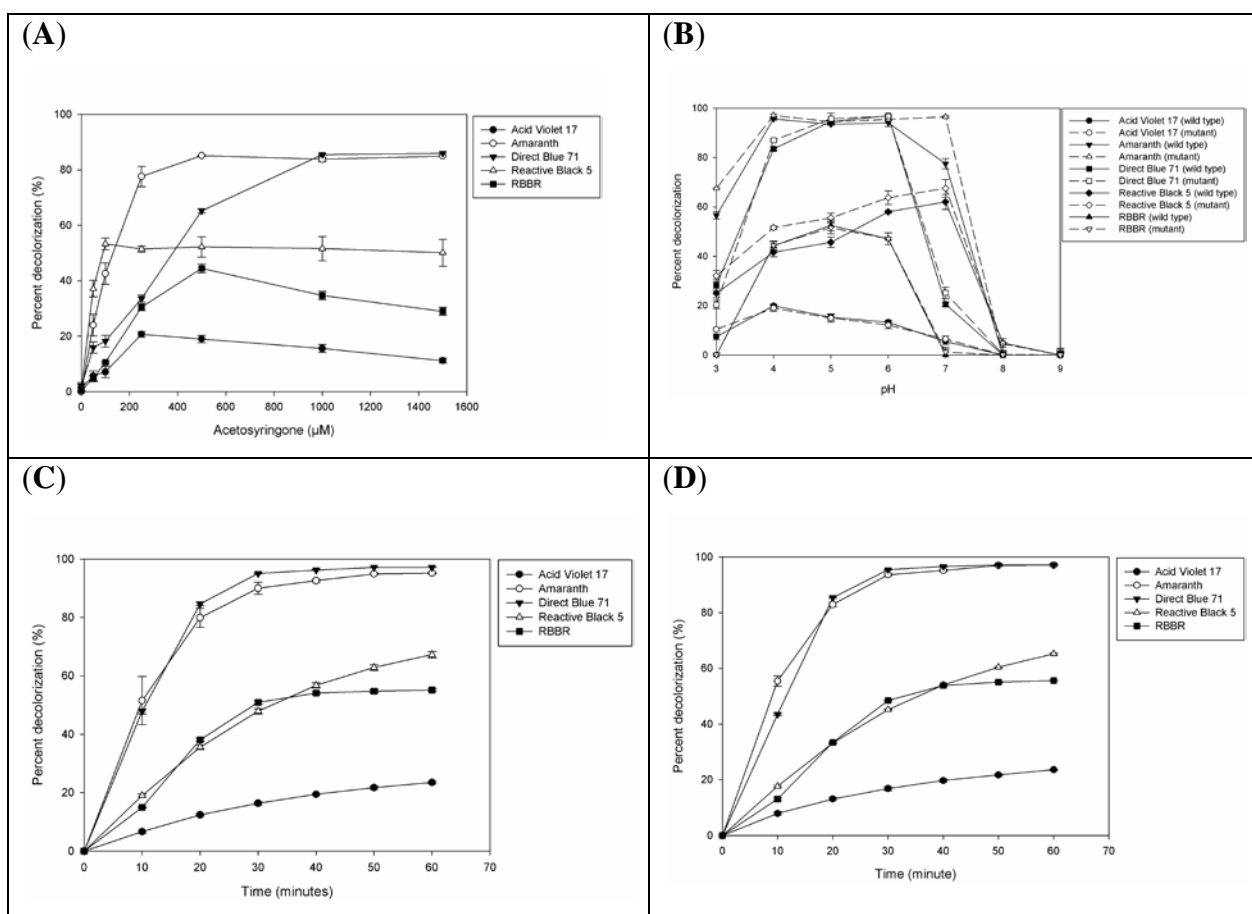 (A)
100
80
60
40
20
0
Percent decolorization (%)
0 200 400 600 800 1000 1200 1400 1600
Acetosyringone (µM)
Acid Violet 17
Amaranth
Direct Blue 71
Reactive Black 5
RBBR
(B)
100
80
60
40
20
0
Percent decolorization
3 4 5 6 7 8 9
pH
Acid Violet 17 (wild type)
Acid Violet 17 (mutant)
Amaranth (wild type)
Amaranth (mutant)
Direct Blue 71 (wild type)
Direct Blue 71 (mutant)
Reactive Black 5 (wild type)
Reactive Black 5 (mutant)
RBBR (wild type)
RBBR (mutant)
(C)
100
80
60
40
20
0
Percent decolorization (%)
0 10 20 30 40 50 60 70
Time (minutes)
Acid Violet 17
Amaranth
Direct Blue 71
Reactive Black 5
RBBR
(D)
100
80
60
40
20
0
Percent decolorization (%)
0 10 20 30 40 50 60 70
Time (minute)
Acid Violet 17
Amaranth
Direct Blue 71
Reactive Black 5
RBBR